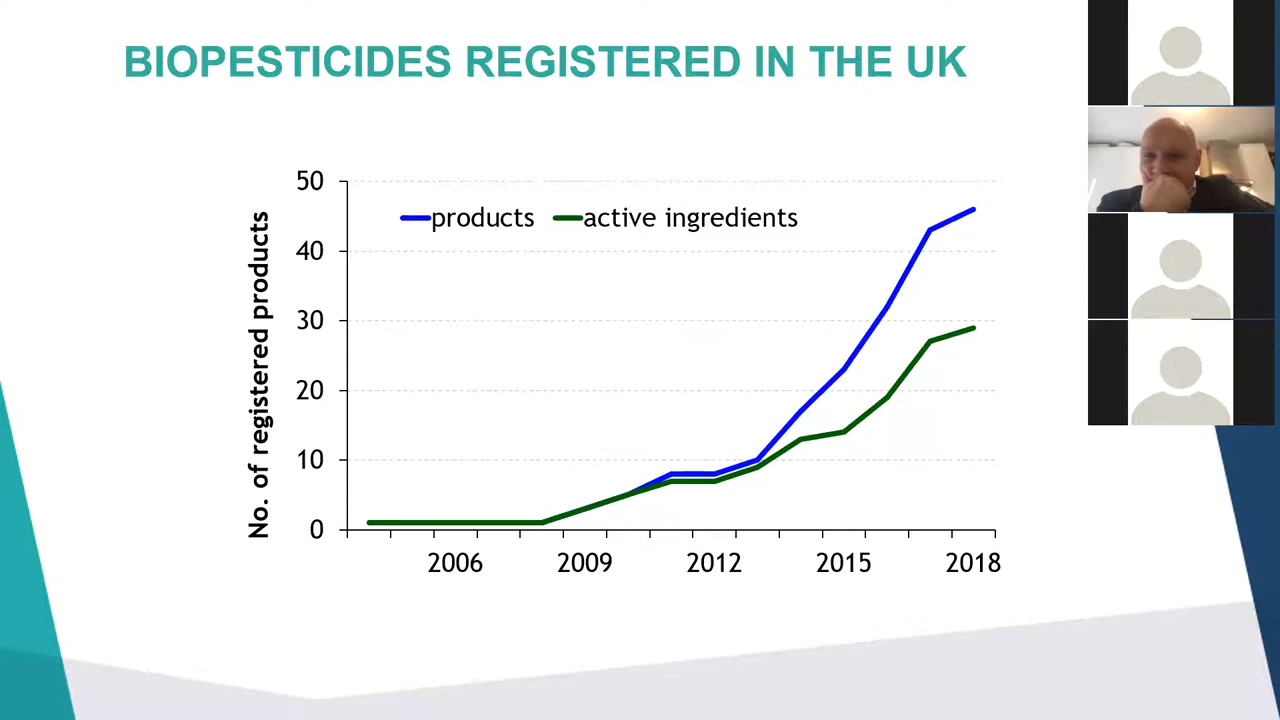 BIOPESTICIDES REGISTERED IN THE UK
No. of registered products
50
40
30
20
10
0
products
active ingredients
2006 2009 2012 2015 2018